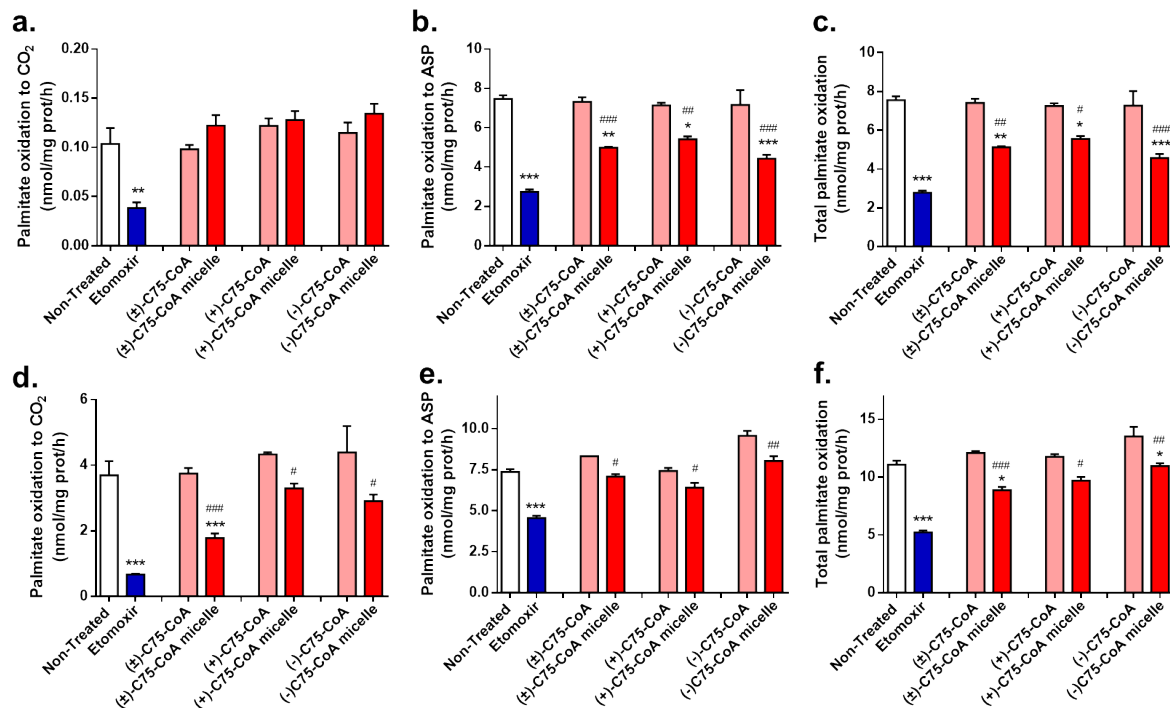 a.
Palmitate oxidation to CO₂
(nmol/mg prot/h)
0.20
0.15
0.10
0.05
0.00
**
Non-Treated
Etomoxir
(±)-C75-CoA
(±)-C75-CoA micelle
(+)-C75-CoA
(+)-C75-CoA micelle
(-)-C75-CoA
(-)C75-CoA micelle
b.
Palmitate oxidation to ASP
(nmol/mg prot/h)
10
8
6
4
2
0
***
###
**
##
*
###
***
Non-Treated
Etomoxir
(±)-C75-CoA
(±)-C75-CoA micelle
(+)-C75-CoA
(+)-C75-CoA micelle
(-)-C75-CoA
(-)C75-CoA micelle
c.
Total palmitate oxidation
(nmol/mg prot/h)
10
8
6
4
2
0
***
##
**
#
*
###
***
Non-Treated
Etomoxir
(±)-C75-CoA
(±)-C75-CoA micelle
(+)-C75-CoA
(+)-C75-CoA micelle
(-)-C75-CoA
(-)C75-CoA micelle
d.
Palmitate oxidation to CO₂
(nmol/mg prot/h)
6
4
2
0
***
###
***
#
#
Non-Treated
Etomoxir
(±)-C75-CoA
(±)-C75-CoA micelle
(+)-C75-CoA
(+)-C75-CoA micelle
(-)-C75-CoA
(-)C75-CoA micelle
e.
Palmitate oxidation to ASP
(nmol/mg prot/h)
10.0
7.5
5.0
2.5
0.0
***
#
#
##
Non-Treated
Etomoxir
(±)-C75-CoA
(±)-C75-CoA micelle
(+)-C75-CoA
(+)-C75-CoA micelle
(-)-C75-CoA
(-)C75-CoA micelle
f.
Total palmitate oxidation
(nmol/mg prot/h)
15
10
5
0
***
###
*
#
##
*
Non-Treated
Etomoxir
(±)-C75-CoA
(±)-C75-CoA micelle
(+)-C75-CoA
(+)-C75-CoA micelle
(-)-C75-CoA
(-)C75-CoA micelle